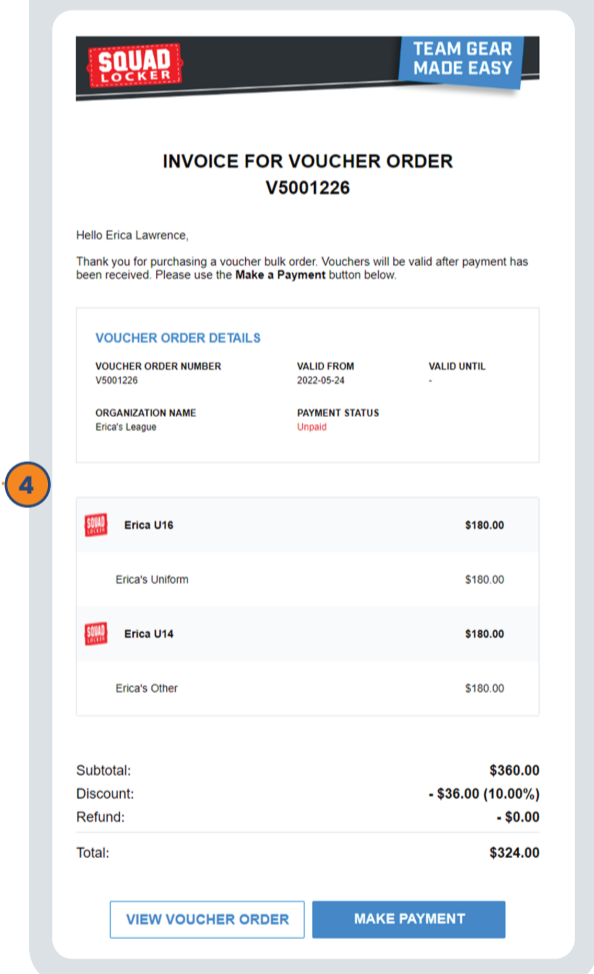 SQUAD
LOCKER
TEAM GEAR
MADE EASY
INVOICE FOR VOUCHER ORDER
V5001226
Hello Erica Lawrence,
Thank you for purchasing a voucher bulk order. Vouchers will be valid after payment has
been received. Please use the Make a Payment button below.
VOUCHER ORDER DETAILS
VOUCHER ORDER NUMBER VALID FROM VALID UNTIL
V5001226 2022-05-24 -
ORGANIZATION NAME PAYMENT STATUS
Erica's League Unpaid
4
SQUAD
LOCKER
Erica U16 $180.00
Erica's Uniform $180.00
SQUAD
LOCKER
Erica U14 $180.00
Erica's Other $180.00
Subtotal: $360.00
Discount: - $36.00 (10.00%)
Refund: - $0.00
Total: $324.00
VIEW VOUCHER ORDER MAKE PAYMENT